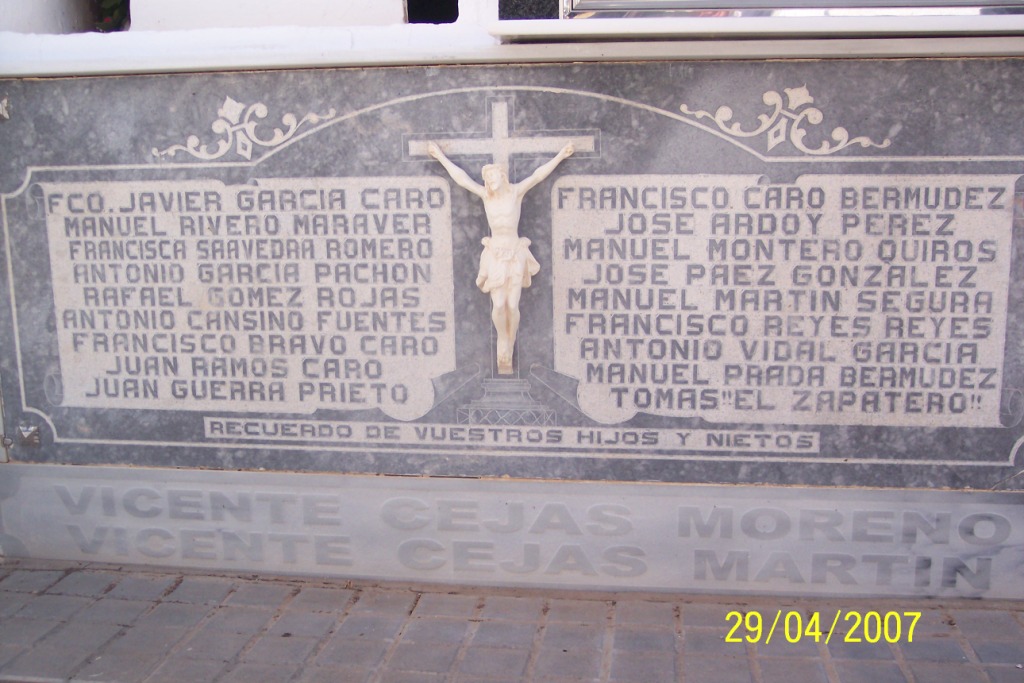 FCO. JAVIER GARCIA CARO
MANUEL RIVERO MARAVER
FRANCISCA SAAVEDRA ROMERO
ANTONIO GARCIA PACHON
RAFAEL GOMEZ ROJAS
ANTONIO CANSINO FUENTES
FRANCISCO BRAVO CARO
JUAN RAMOS CARO
JUAN GUERRA PRIETO
FRANCISCO CARO BERMUDEZ
JOSE ARDOY PEREZ
MANUEL MONTERO QUIROS
JOSE PAEZ GONZALEZ
MANUEL MARTIN SEGURA
FRANCISCO REYES REYES
ANTONIO VIDAL GARCIA
MANUEL PRADA BERMUDEZ
TOMAS "EL ZAPATERO"
RECUERDO DE VUESTROS HIJOS Y NIETOS
VICENTE CEJAS MORENO
VICENTE CEJAS MARTIN
29/04/2007